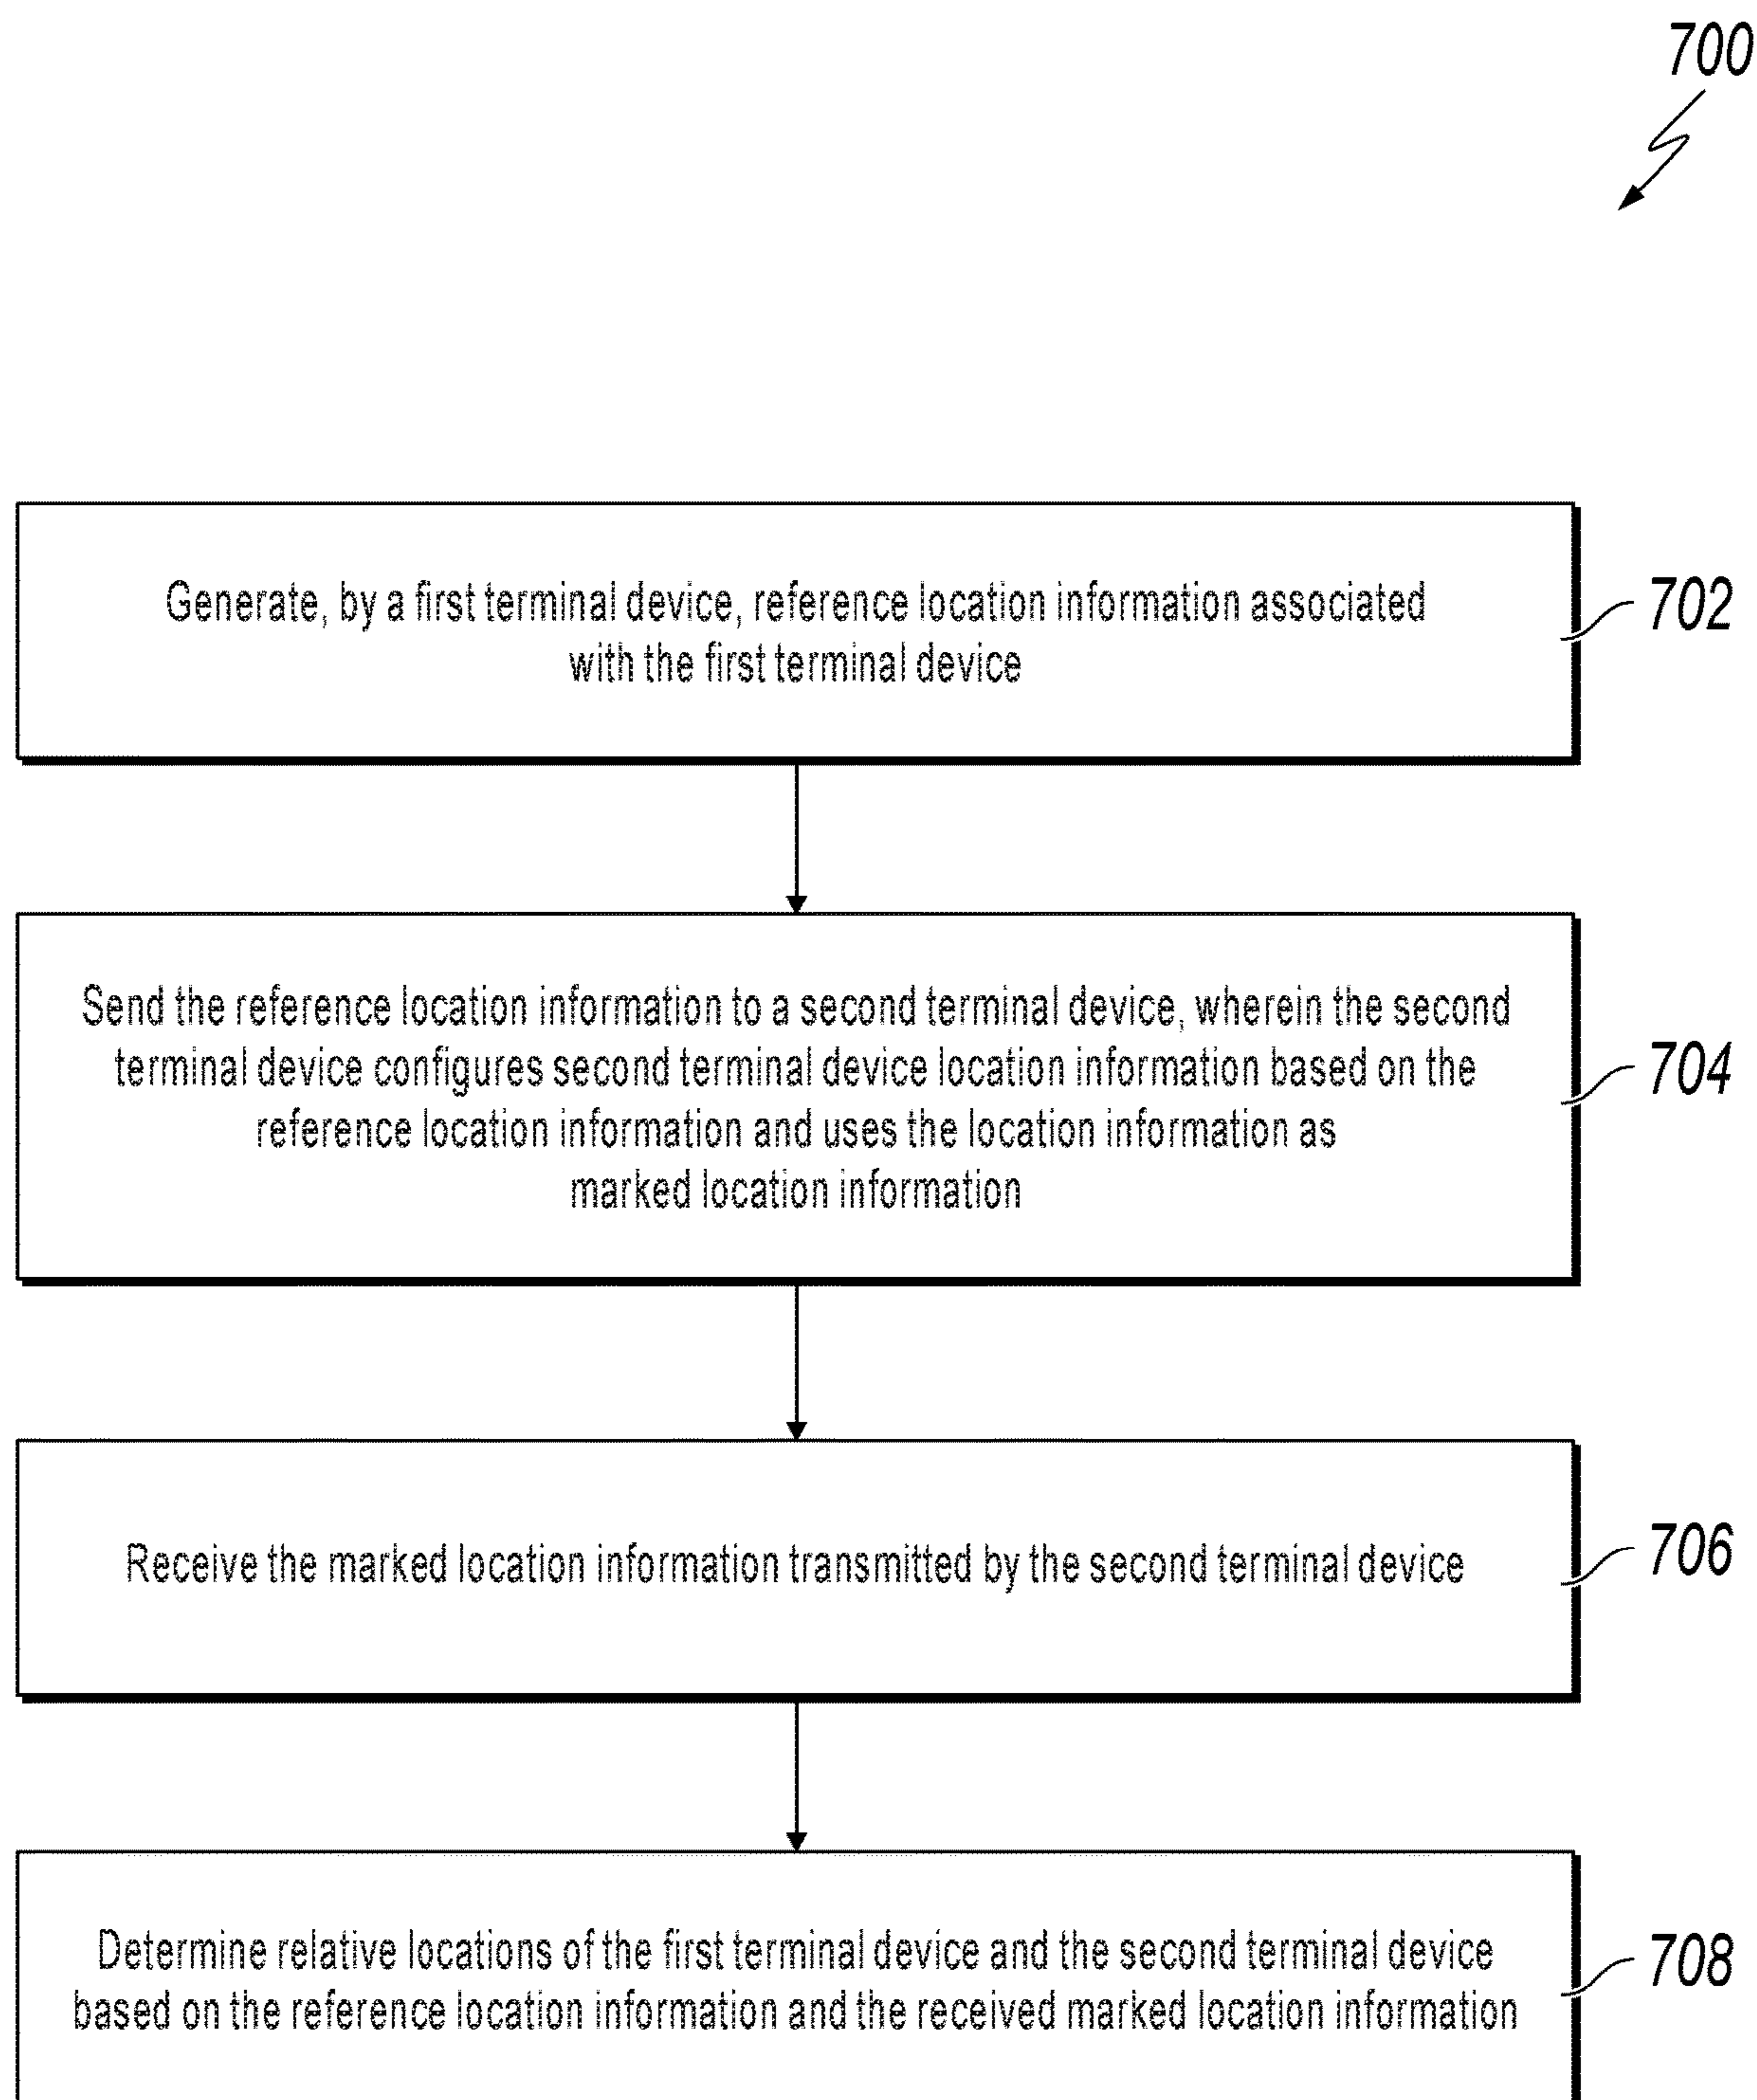 700
Generate, by a first terminal device, reference location information associated
with the first terminal device
702
Send the reference location information to a second terminal device, wherein the second
terminal device configures second terminal device location information based on the
reference location information and uses the location information as
marked location information
704
Receive the marked location information transmitted by the second terminal device
706
Determine relative locations of the first terminal device and the second terminal device
based on the reference location information and the received marked location information
708